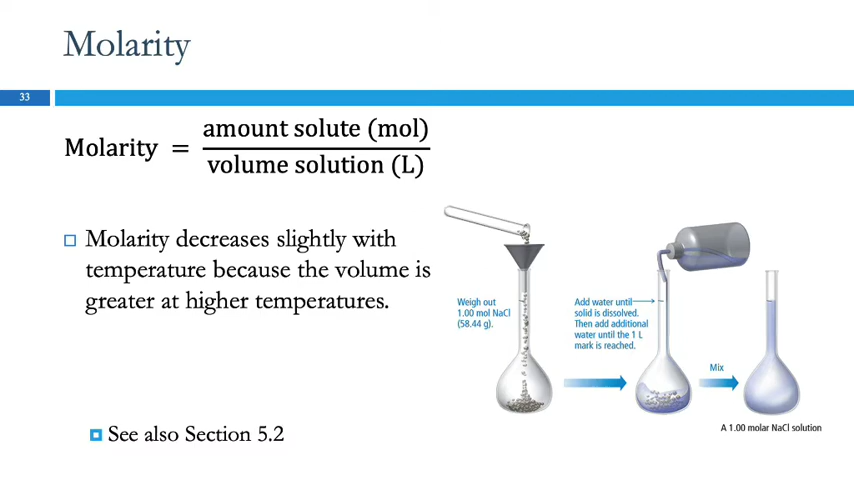 Molarity
33
Molarity = amount solute (mol)
volume solution (L)
Molarity decreases slightly with
temperature because the volume is
greater at higher temperatures.
See also Section 5.2
Weigh out
1.00 mol NaCl
(58.44 g).
Add water until
solid is dissolved.
Then add additional
water until the 1 L
mark is reached.
Mix
A 1.00 molar NaCl solution